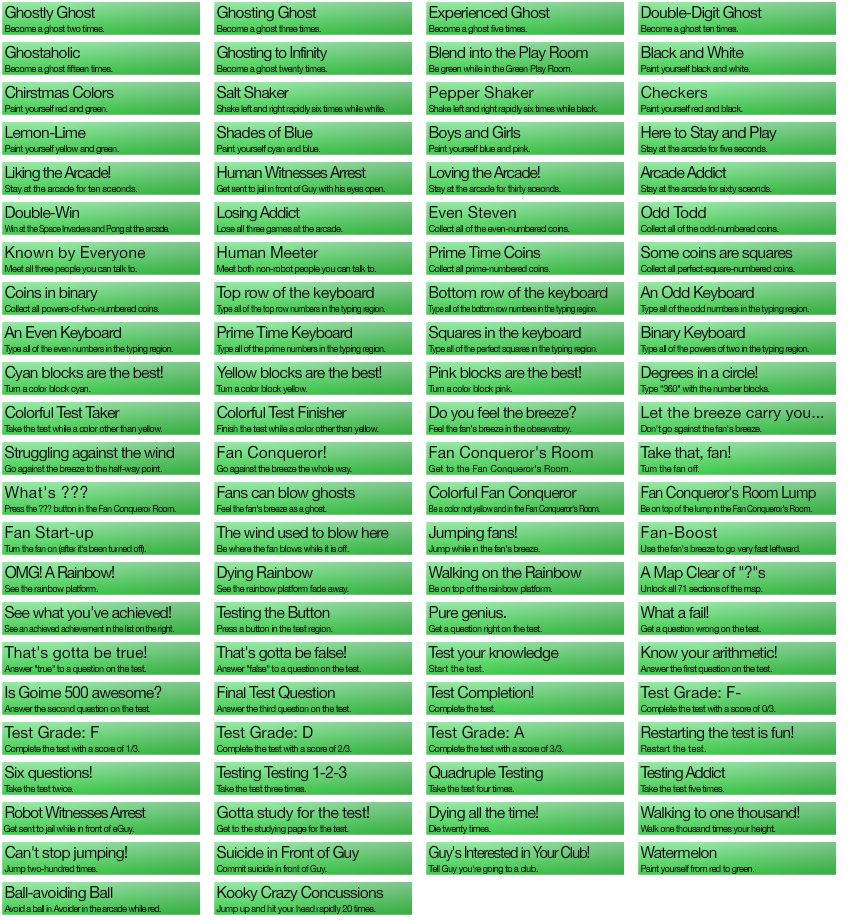 Ghostly Ghost
Become a ghost two times.
Ghosting Ghost
Become a ghost three times.
Experienced Ghost
Become a ghost five times.
Double-Digit Ghost
Become a ghost ten times.
Ghostaholic
Become a ghost fifteen times.
Ghosting to Infinity
Become a ghost twenty times.
Blend into the Play Room
Be green while in the Green Play Room.
Black and White
Paint yourself black and white.
Chirstmas Colors
Paint yourself red and green.
Salt Shaker
Shake left and right rapidly six times while white.
Pepper Shaker
Shake left and right rapidly six times while black.
Checkers
Paint yourself red and black.
Lemon-Lime
Paint yourself yellow and green.
Shades of Blue
Paint yourself cyan and blue.
Boys and Girls
Paint yourself blue and pink.
Here to Stay and Play
Stay at the arcade for five seconds.
Liking the Arcade!
Stay at the arcade for ten sceonds.
Human Witnesses Arrest
Get sent to jail in front of Guy with his eyes open.
Loving the Arcade!
Stay at the arcade for thirty sceonds.
Arcade Addict
Stay at the arcade for sixty sceonds.
Double-Win
Win at the Space Invaders and Pong at the arcade.
Losing Addict
Lose all three games at the arcade.
Even Steven
Collect all of the even-numbered coins.
Odd Todd
Collect all of the odd-numbered coins.
Known by Everyone
Meet all three people you can talk to.
Human Meeter
Meet both non-robot people you can talk to.
Prime Time Coins
Collect all prime-numbered coins.
Some coins are squares
Collect all perfect-square-numbered coins.
Coins in binary
Collect all powers-of-two-numbered coins.
Top row of the keyboard
Type all of the top row numbers in the typing region.
Bottom row of the keyboard
Type all of the bottom row numbers in the typing region.
An Odd Keyboard
Type all of the odd numbers in the typing region.
An Even Keyboard
Type all of the even numbers in the typing region.
Prime Time Keyboard
Type all of the prime numbers in the typing region.
Squares in the keyboard
Type all of the perfect squares in the typing region.
Binary Keyboard
Type all of the powers of two in the typing region.
Cyan blocks are the best!
Turn a color block cyan.
Yellow blocks are the best!
Turn a color block yellow.
Pink blocks are the best!
Turn a color block pink.
Degrees in a circle!
Type "360" with the number blocks.
Colorful Test Taker
Take the test while a color other than yellow.
Colorful Test Finisher
Finish the test while a color other than yellow.
Do you feel the breeze?
Feel the fan's breeze in the observatory.
Let the breeze carry you...
Don't go against the fan's breeze.
Struggling against the wind
Go against the breeze to the half-way point.
Fan Conqueror!
Go against the breeze the whole way.
Fan Conqueror's Room
Get to the Fan Conqueror's Room.
Take that, fan!
Turn the fan off.
What's ???
Press the ??? button in the Fan Conqueror Room.
Fans can blow ghosts
Feel the fan's breeze as a ghost.
Colorful Fan Conqueror
Be a color not yellow and in the Fan Conqueror's Room.
Fan Conqueror's Room Lump
Be on top of the lump in the Fan Conqueror's Room.
Fan Start-up
Turn the fan on (after it's been turned off).
The wind used to blow here
Be where the fan blows while it is off.
Jumping fans!
Jump while in the fan's breeze.
Fan-Boost
Use the fan's breeze to go very fast leftward.
OMG! A Rainbow!
See the rainbow platform.
Dying Rainbow
See the rainbow platform fade away.
Walking on the Rainbow
Be on top of the rainbow platform.
A Map Clear of "?"s
Unlock all 71 sections of the map.
See what you've achieved!
See an achieved achievement in the list on the right.
Testing the Button
Press a button in the test region.
Pure genius.
Get a question right on the test.
What a fail!
Get a question wrong on the test.
That's gotta be true!
Answer "true" to a question on the test.
That's gotta be false!
Answer "false" to a question on the test.
Test your knowledge
Start the test.
Know your arithmetic!
Answer the first question on the test.
Is Goime 500 awesome?
Answer the second question on the test.
Final Test Question
Answer the third question on the test.
Test Completion!
Complete the test.
Test Grade: F-
Complete the test with a score of 0/3.
Test Grade: F
Complete the test with a score of 1/3.
Test Grade: D
Complete the test with a score of 2/3.
Test Grade: A
Complete the test with a score of 3/3.
Restarting the test is fun!
Restart the test.
Six questions!
Take the test twice.
Testing Testing 1-2-3
Take the test three times.
Quadruple Testing
Take the test four times.
Testing Addict
Take the test five times.
Robot Witnesses Arrest
Get sent to jail while in front of eGuy.
Gotta study for the test!
Get to the studying page for the test.
Dying all the time!
Die twenty times.
Walking to one thousand!
Walk one thousand times your height.
Can't stop jumping!
Jump two-hundred times.
Suicide in Front of Guy
Commit suicide in front of Guy.
Guy's Interested in Your Club!
Tell Guy you're going to a club.
Watermelon
Paint yourself from red to green.
Ball-avoiding Ball
Avoid a ball in Avoider in the arcade while red.
Kooky Crazy Concussions
Jump up and hit your head rapidly 20 times.